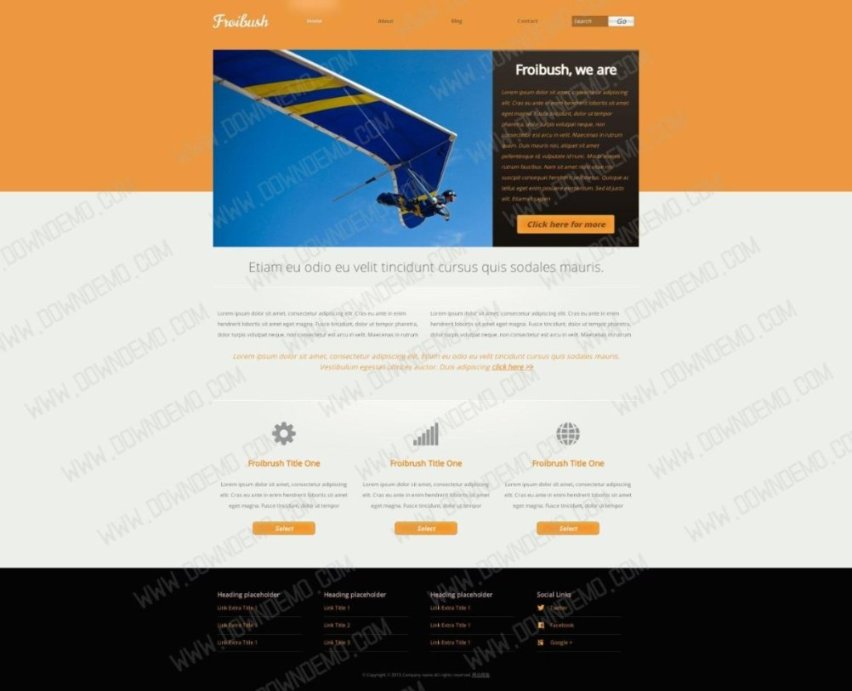 Froibush
Home
About
Blog
Contact
Search
Go
Froibush, we are
Lorem ipsum dolor sit amet, consectetur adipiscing
elit. Cras eu ante in enim hendrerit lobortis sit amet
eget magna. Fusce tincidunt, dolor ut tempor
pharetra, dolor turpis volutpat neque, non
consectetur est arcu in velit. Maecenas in rutrum
quam. Duis mauris nisi, aliquet sit amet
pellentesque id, vulputate id nunc. Morbi
rutrum faucibus. Nam sit amet nibh vitae nisi
suscipit consequat hendrerit Quisque ac
tellus eget enim posuere elementum. Sed id justo
elit. Etiam at sapien
Click here for more
Etiam eu odio eu velit tincidunt cursus quis sodales mauris.
Lorem ipsum dolor sit amet, consectetur adipiscing elit. Cras eu ante in enim
hendrerit lobortis sit amet eget magna. Fusce tincidunt, dolor ut tempor pharetra,
dolor turpis volutpat neque, non consectetur est arcu in velit. Maecenas in rutrum
Lorem ipsum dolor sit amet, consectetur adipiscing elit. Cras eu ante in enim
hendrerit lobortis sit amet eget magna. Fusce tincidunt, dolor ut tempor pharetra,
dolor turpis volutpat neque, non consectetur est arcu in velit. Maecenas in rutrum
Lorem ipsum dolor sit amet, consectetur adipiscing elit. Etiam eu odio eu velit tincidunt cursus quis sodales mauris.
Vestibulum egestas ultrices auctor. Duis adipiscing click here >>
Froibrush Title One
Lorem ipsum dolor sit amet, consectetur adipiscing
elit. Cras eu ante in enim hendrerit lobortis sit amet
eget magna. Fusce tincidunt, dolor ut tempor
Select
Froibrush Title One
Lorem ipsum dolor sit amet, consectetur adipiscing
elit. Cras eu ante in enim hendrerit lobortis sit amet
eget magna. Fusce tincidunt, dolor ut tempor
Select
Froibrush Title One
Lorem ipsum dolor sit amet, consectetur adipiscing
elit. Cras eu ante in enim hendrerit lobortis sit amet
eget magna. Fusce tincidunt, dolor ut tempor
Select
Heading placeholder
Link Extra Title
Link Extra Title
Link Extra Title 1
Heading placeholder
Link Title 1
Link Title 2
Link Title
Heading placeholder
Link Extra Title 1
Link Extra Title 1
Link Extra Title 1
Social Links
Twitter
Facebook
Google +
© Copyright © 2013.Company name All rights reserved.网站模板
WWW.DOWNDEMO.COM